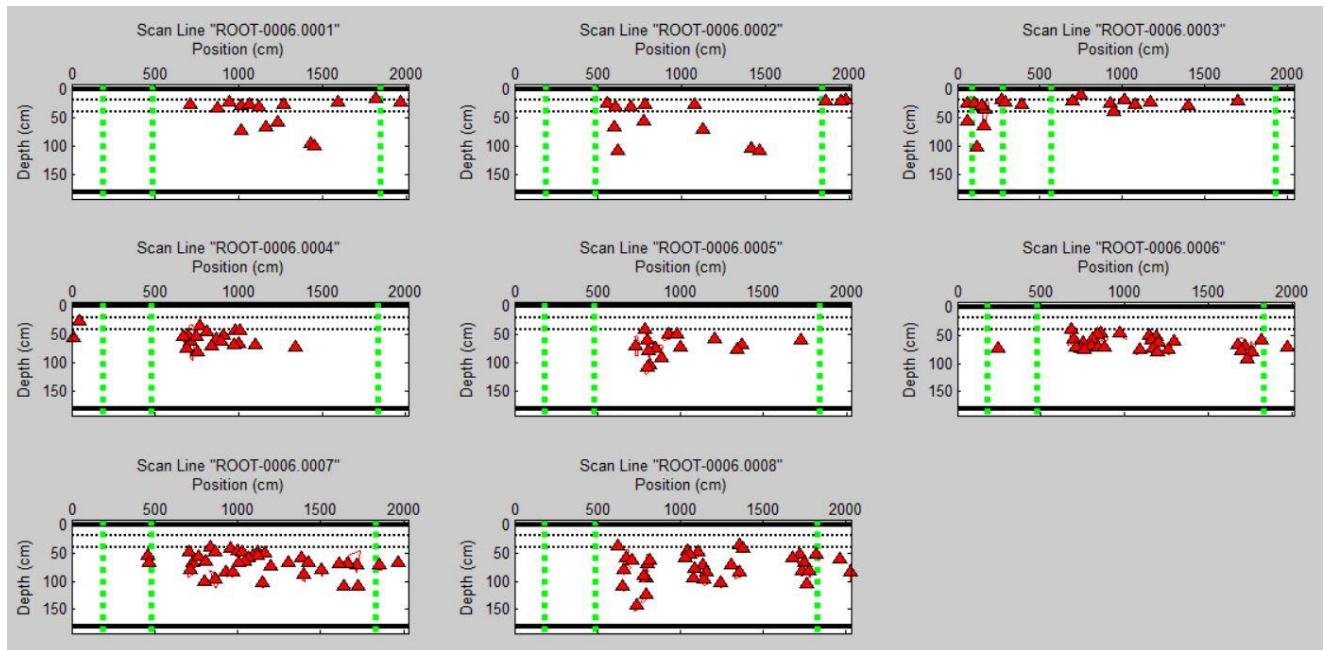 Scan Line "ROOT-0006.0001"
Position (cm)
0 500 1000 1500 2000
Depth (cm)
0
50
100
150
Scan Line "ROOT-0006.0002"
Position (cm)
0 500 1000 1500 2000
Depth (cm)
0
50
100
150
Scan Line "ROOT-0006.0003"
Position (cm)
0 500 1000 1500 2000
Depth (cm)
0
50
100
150
Scan Line "ROOT-0006.0004"
Position (cm)
0 500 1000 1500 2000
Depth (cm)
0
50
100
150
Scan Line "ROOT-0006.0005"
Position (cm)
0 500 1000 1500 2000
Depth (cm)
0
50
100
150
Scan Line "ROOT-0006.0006"
Position (cm)
0 500 1000 1500 2000
Depth (cm)
0
50
100
150
Scan Line "ROOT-0006.0007"
Position (cm)
0 500 1000 1500 2000
Depth (cm)
0
50
100
150
Scan Line "ROOT-0006.0008"
Position (cm)
0 500 1000 1500 2000
Depth (cm)
0
50
100
150